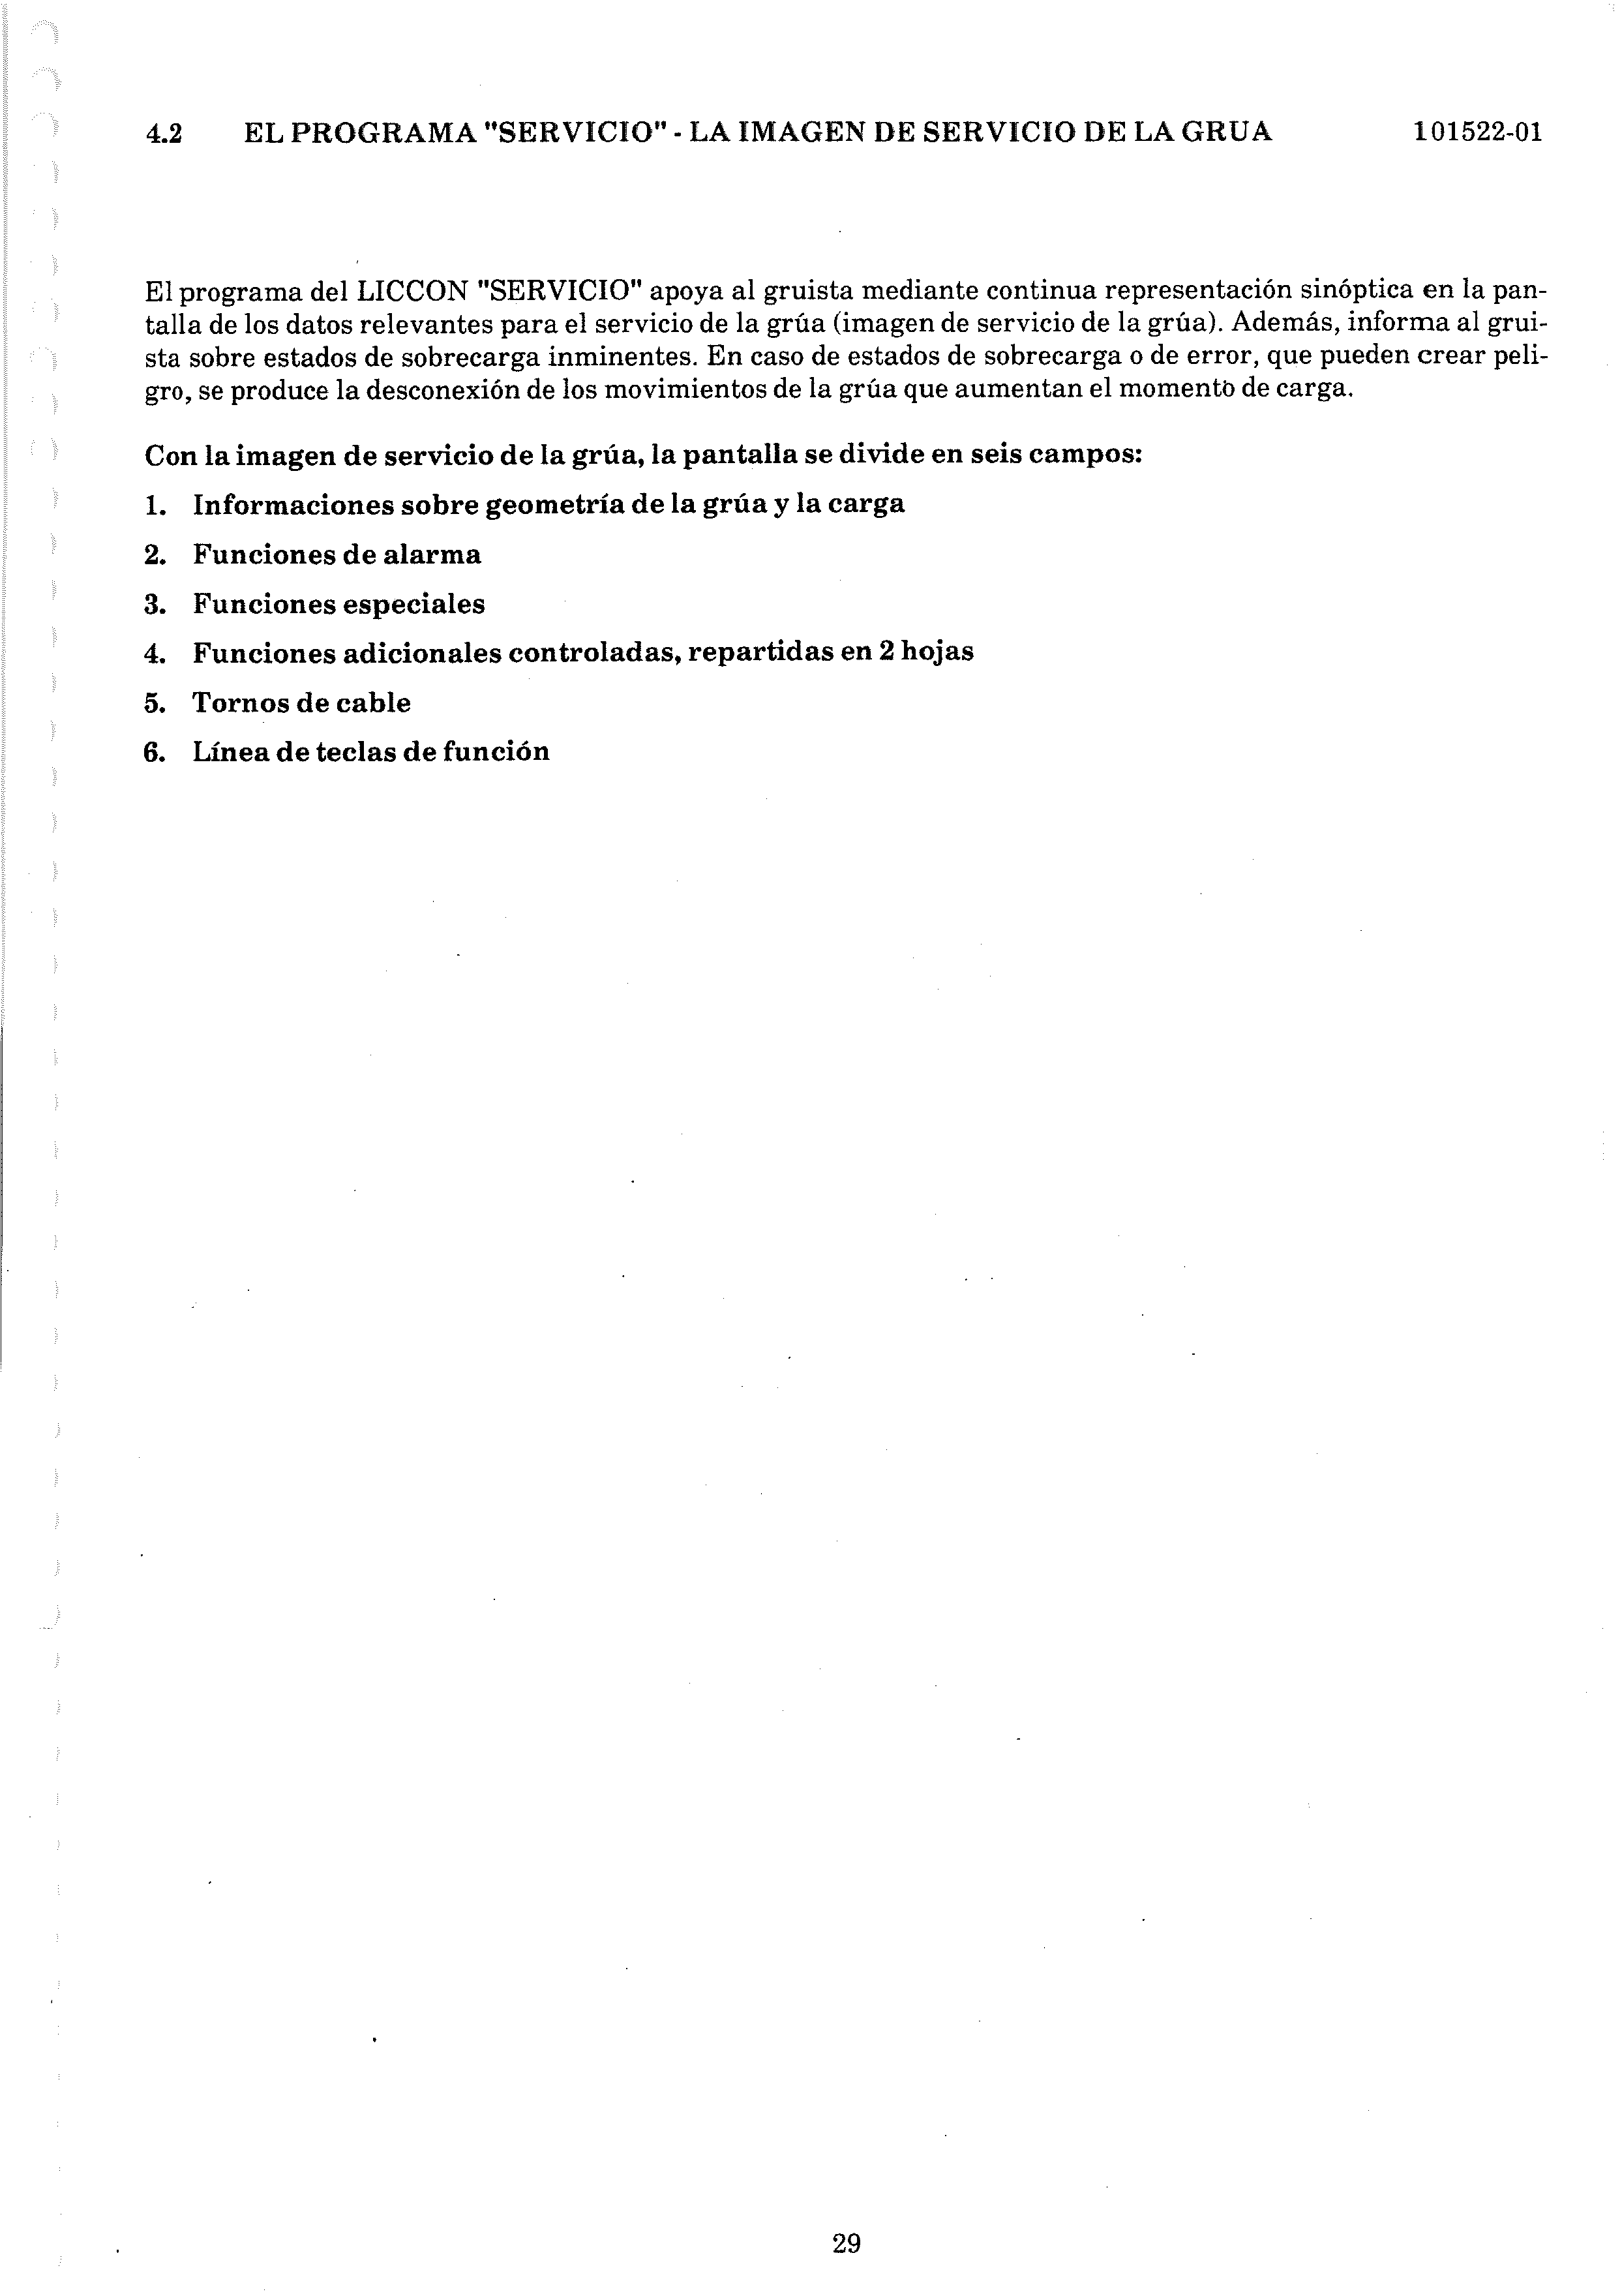 4.2 EL PROGRAMA "SERVICIO" - LA IMAGEN DE SERVICIO DE LA GRUA 101522-01
El programa del LICCON "SERVICIO" apoya al gruista mediante continua representación sinóptica en la pan-
talla de los datos relevantes para el servicio de la grúa (imagen de servicio de la grúa). Además, informa al grui-
sta sobre estados de sobrecarga inminentes. En caso de estados de sobrecarga o de error, que pueden crear peli-
gro, se produce la desconexión de los movimientos de la grúa que aumentan el momento de carga.
Con la imagen de servicio de la grúa, la pantalla se divide en seis campos:
1. Informaciones sobre geometría de la grúa y la carga
2. Funciones de alarma
3. Funciones especiales
4. Funciones adicionales controladas, repartidas en 2 hojas
5. Tornos de cable
6. Línea de teclas de función
29